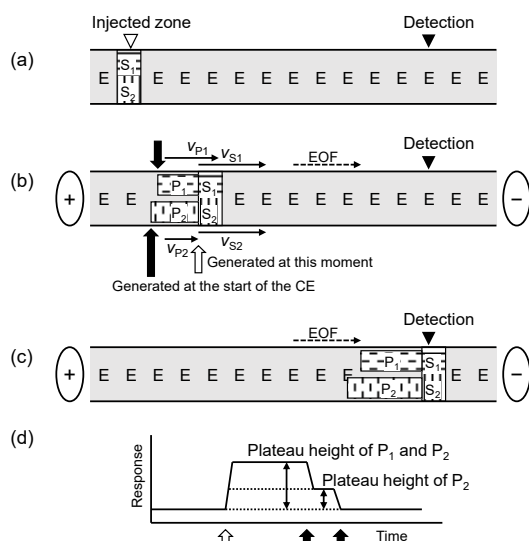 Injected zone Detection
(a)
E S₁ E E E E E E E E E E E E
S₂
vP1 vS1 EOF Detection
(b)
P₁ S₁
+ E E E E E E E E E E −
P₂ S₂
vP2 vS2
Generated at this moment
Generated at the start of the CE
EOF Detection
(c)
P₁ S₁
+ E E E E E E E E E E −
P₂ S₂
(d)
Plateau height of P₁ and P₂
Plateau height of P₂
Response
Time